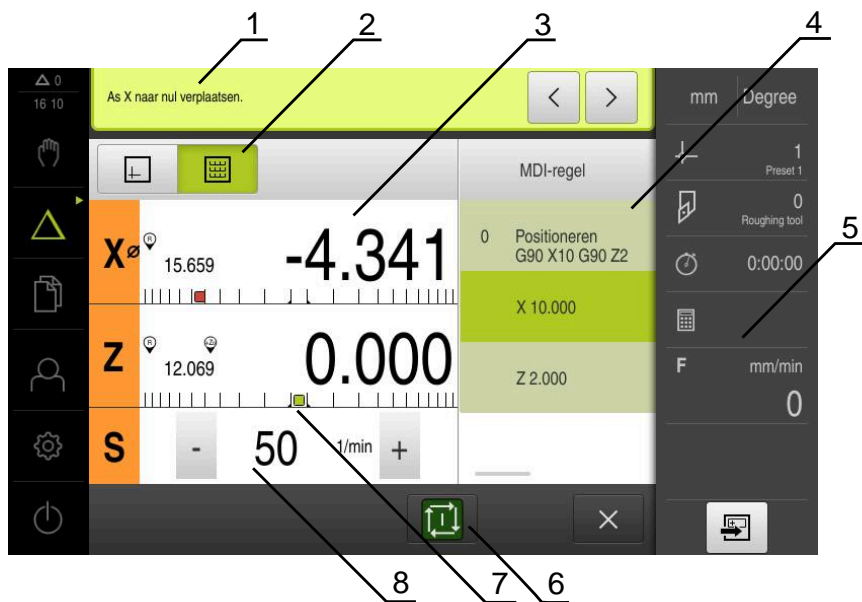 1
2
3
4
0
16 10
As X naar nul verplaatsen.
mm Degree
MDI-regel
1
Preset 1
0
Roughing tool
5
0:00:00
X ø
R
15.659
-4.341
0 Positioneren
G90 X10 G90 Z2
X 10.000
Z
R
12.069
0.000
Z 2.000
F mm/min
0
S - 50 1/min +
8
7
6